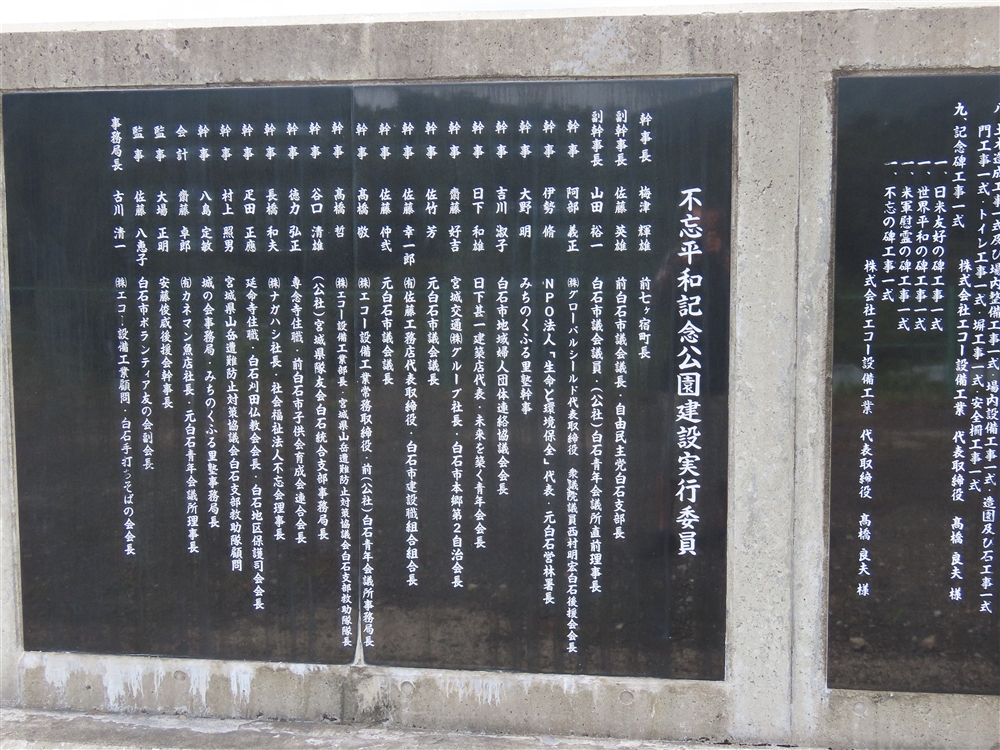 門工事一式・トイレ工事一式・塀工事一式・安全柵工事一式
株式会社エコー設備工業 代表取締役 髙橋 良夫 様
九、記念碑工事一式
一、日米友好の碑工事一式
一、世界平和の碑工事一式
一、米軍慰霊の碑工事一式
一、不忘の碑工事一式
株式会社エコー設備工業 代表取締役 髙橋 良夫 様
不忘平和記念公園建設実行委員
幹事長 梅津 輝雄 前七ヶ宿町長
副幹事長 佐藤 英雄 前白石市議会議長・自由民主党白石支部長
副幹事長 山田 裕一 白石市議会議員・(公社)白石青年会議所直前理事長
幹事 阿部 義正 ㈱グローバルシールド代表取締役 衆議院議員西村明宏白石後援会会長
幹事 伊勢 脩 NPO法人「生命と環境保全」代表・元白石営林署長
幹事 大野 明 みちのくふる里塾幹事
幹事 吉川 淑子 白石市地域婦人団体連絡協議会会長
幹事 日下 和雄 日下甚一建築店代表・未来を築く青年会会長
幹事 齋藤 好吉 宮城交通㈱グループ社長・白石市本郷第2自治会長
幹事 佐竹 芳 元白石市議会議長
幹事 佐藤 幸一郎 ㈲佐藤工務店代表取締役・白石市建設職組合組合長
幹事 佐藤 仲弐 元白石市議会議長
幹事 髙橋 敬 ㈱エコー設備工業常務取締役・前(公社)白石青年会議所事務局長
幹事 髙橋 哲 ㈱エコー設備工業部長・宮城県山岳遭難防止対策協議会白石支部救助隊隊長
幹事 谷口 清雄 (公社)宮城県隊友会白石統合支部事務局長
幹事 徳力 弘正 専念寺住職・前白石市子供会育成会連合会長
幹事 長橋 和夫 ㈱ナガハシ社長・社会福祉法人不忘会理事長
幹事 疋田 正應 延命寺住職・白石刈田仏教会会長・白石地区保護司会会長
幹事 村上 照男 宮城県山岳遭難防止対策協議会白石支部救助隊顧問
幹事 八島 定敏 城の会事務局・みちのくふる里塾事務局長
会計 齋藤 卓郎 ㈲カネマン魚店社長・元白石青年会議所理事長
監事 大場 正明 安藤俊威後援会幹事長
監事 佐藤 八恵子 白石市ボランティア友の会副会長
事務局長 古川 清一 ㈱エコー設備工業顧問・白石手打っそばの会会長